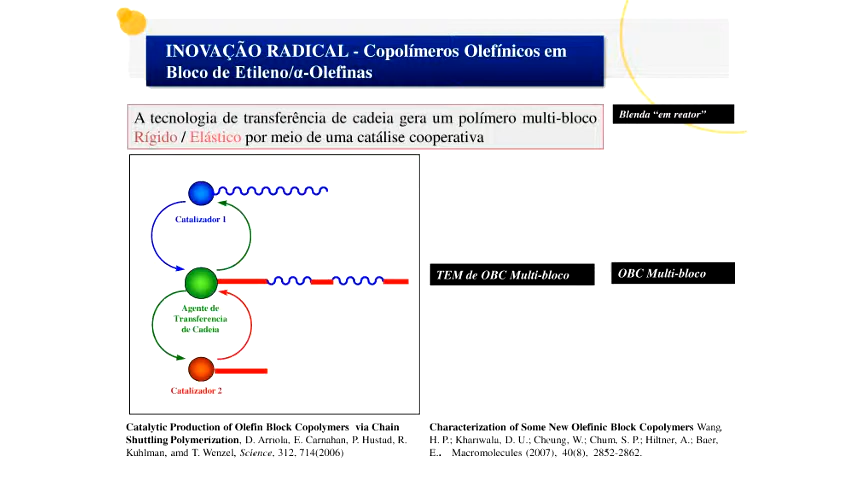 INOVAÇÃO RADICAL - Copolímeros Olefínicos em
Bloco de Etileno/α-Olefinas
A tecnologia de transferência de cadeia gera um polímero multi-bloco
Rígido / Elástico por meio de uma catálise cooperativa
Blenda “em reator”
Catalizador 1
Agente de
Transferencia
de Cadeia
Catalizador 2
TEM de OBC Multi-bloco
OBC Multi-bloco
Catalytic Production of Olefin Block Copolymers via Chain
Shuttling Polymerization, D. Arriola, E. Carnahan, P. Hustad, R.
Kuhlman, amd T. Wenzel, Science, 312, 714(2006)
Characterization of Some New Olefinic Block Copolymers Wang,
H. P.; Khariwala, D. U.; Cheung, W.; Chum, S. P.; Hiltner, A.; Baer,
E.. Macromolecules (2007), 40(8), 2852-2862.